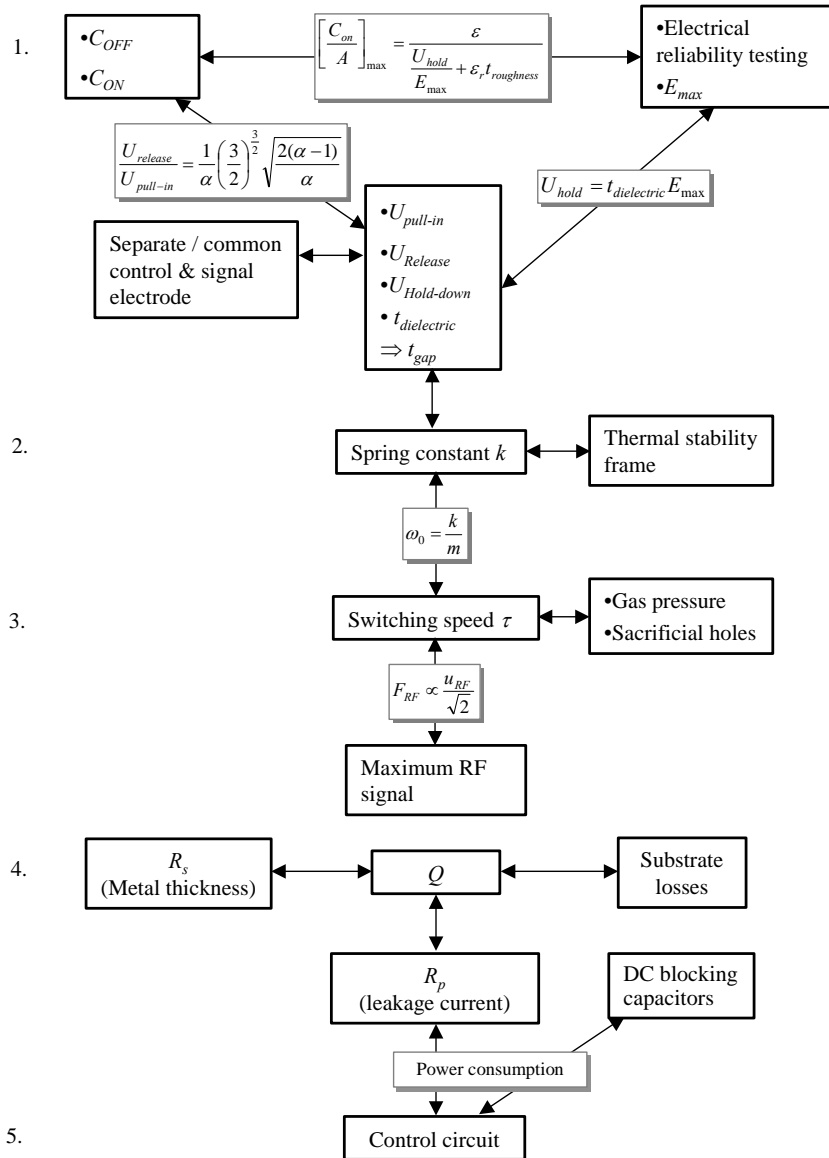 1.
•C_OFF
•C_ON
[C_on / A]_max = ε / (U_hold / E_max + ε_r t_roughness)
•Electrical
reliability testing
•E_max
U_release / U_pull-in = 1/α (3/2)^(3/2) √(2(α-1)/α)
U_hold = t_dielectric E_max
Separate / common
control & signal
electrode
•U_pull-in
•U_Release
•U_Hold-down
• t_dielectric
⇒ t_gap
2.
Spring constant k
Thermal stability
frame
ω_0 = k/m
3.
Switching speed τ
•Gas pressure
•Sacrificial holes
F_RF ∝ u_RF / √2
Maximum RF
signal
4.
R_s
(Metal thickness)
Q
Substrate
losses
R_p
(leakage current)
DC blocking
capacitors
Power consumption
5.
Control circuit